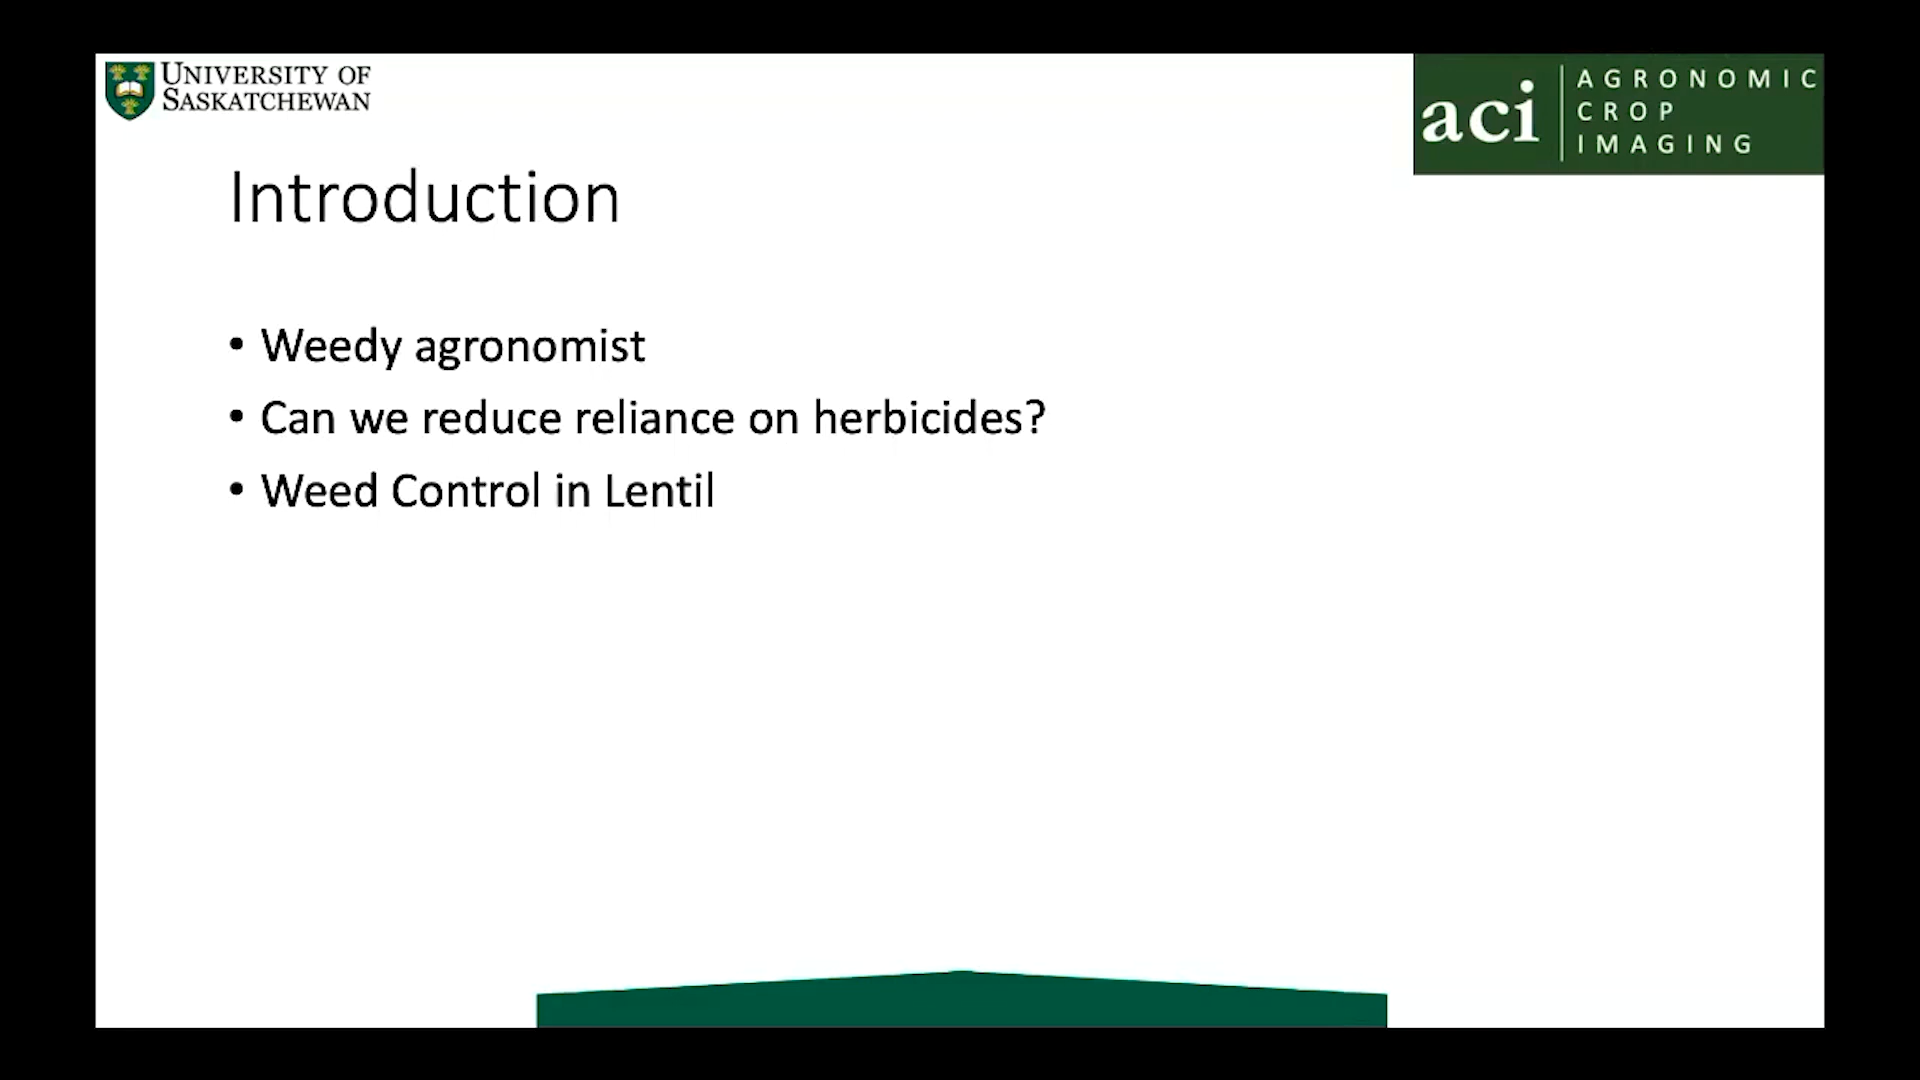 UNIVERSITY OF
SASKATCHEWAN
aci
AGRONOMIC
CROP
IMAGING
Introduction
• Weedy agronomist
• Can we reduce reliance on herbicides?
• Weed Control in Lentil